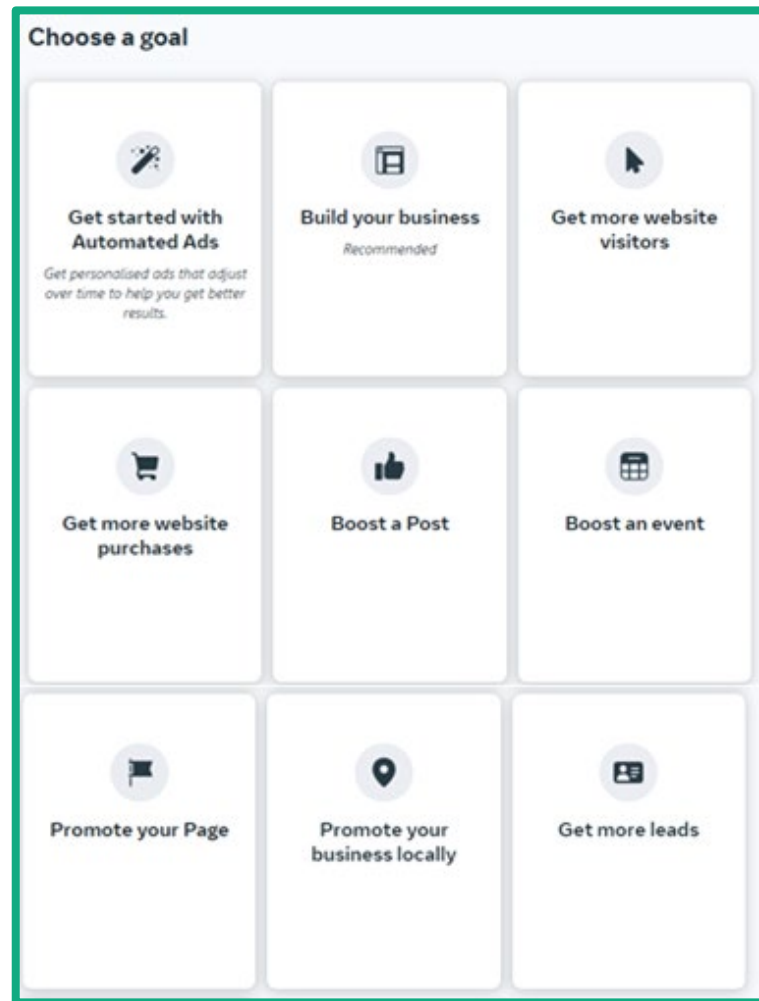 Choose a goal
Get started with
Automated Ads
Get personalised ads that adjust
over time to help you get better
results.
Build your business
Recommended
Get more website
visitors
Get more website
purchases
Boost a Post
Boost an event
Promote your Page
Promote your
business locally
Get more leads